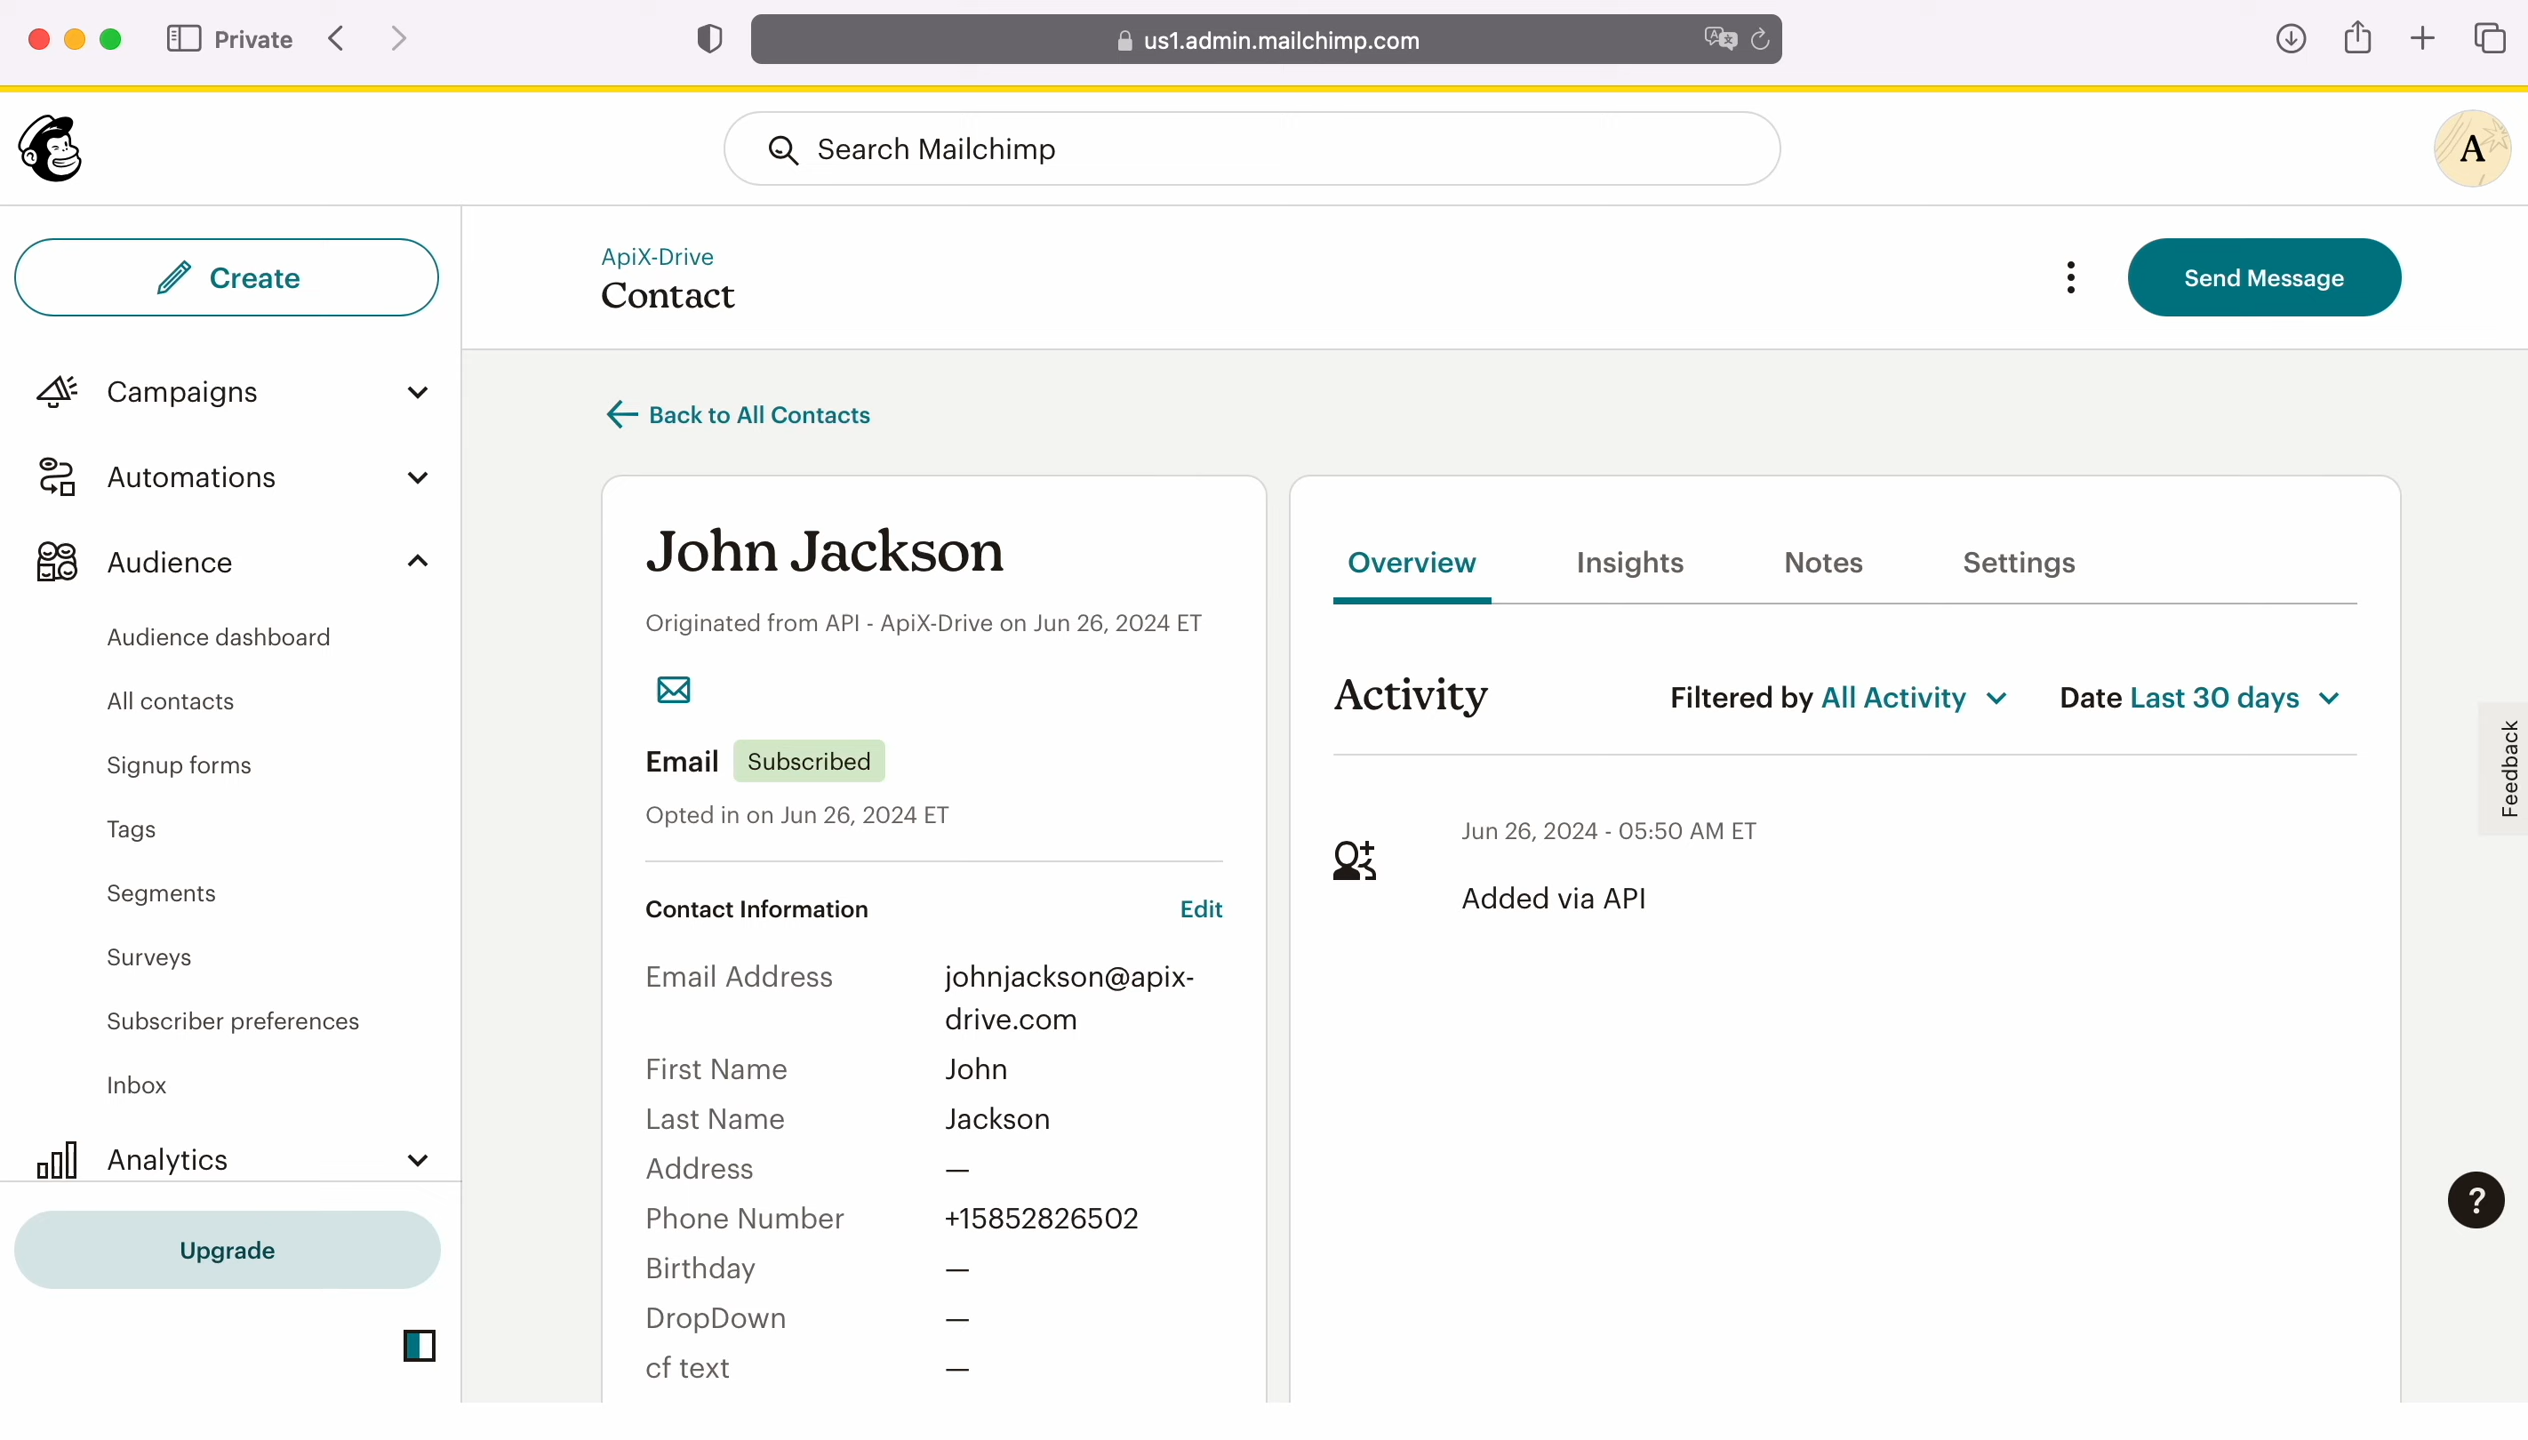 Private
us1.admin.mailchimp.com
Search Mailchimp
A
Create
Campaigns
Automations
Audience
Audience dashboard
All contacts
Signup forms
Tags
Segments
Surveys
Subscriber preferences
Inbox
Analytics
Upgrade
ApiX-Drive
Contact
Send Message
Back to All Contacts
John Jackson
Originated from API - ApiX-Drive on Jun 26, 2024 ET
Email Subscribed
Opted in on Jun 26, 2024 ET
Contact Information Edit
Email Address johnjackson@apix-
drive.com
First Name John
Last Name Jackson
Address —
Phone Number +15852826502
Birthday —
DropDown —
cf text —
Overview Insights Notes Settings
Activity Filtered by All Activity Date Last 30 days
Jun 26, 2024 - 05:50 AM ET
Added via API
Feedback
?